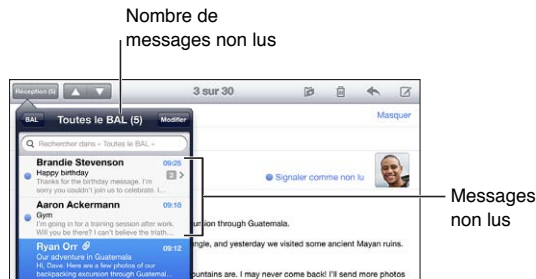 Nombre de
messages non lus
Réception (5)
3 sur 30
BAL
Toutes le BAL (5)
Modifier
Masquer
Rechercher dans « Toutes le BAL »
Brandie Stevenson 09:25
Happy birthday 2
Thanks for the birthday message. I'm
sorry you couldn't join us to celebrate. I...
Signaler comme non lu
Messages
non lus
Aaron Ackermann 09:18
Gym
I'm going in for a training session after work.
Will you be there? I can't believe the triath...
rsion through Guatemala.
Ryan Orr 09:12
Our adventure in Guatemala
Hi, Dave. Here are a few photos of our
backpacking excursion through Guatemal...
ngle, and yesterday we visited some ancient Mayan ruins.
ountains are. I may never come back! I'll send more photos